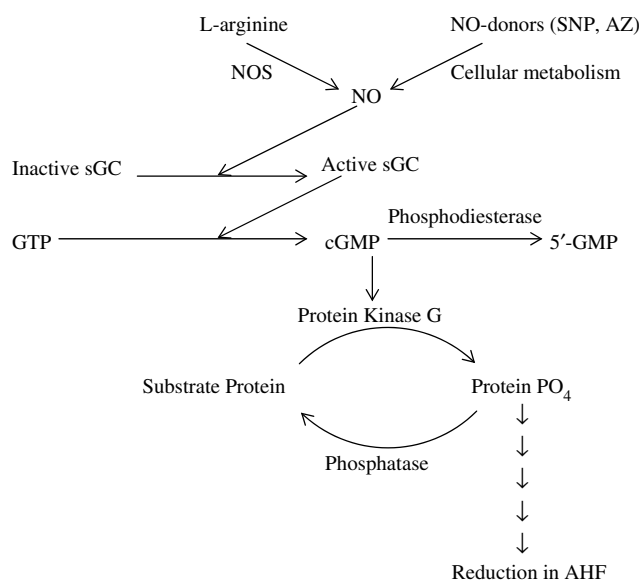 L-arginine
NO-donors (SNP, AZ)
NOS
Cellular metabolism
NO
Inactive sGC
Active sGC
Phosphodiesterase
GTP
cGMP
5′-GMP
Protein Kinase G
Substrate Protein
Protein PO4
Phosphatase
Reduction in AHF